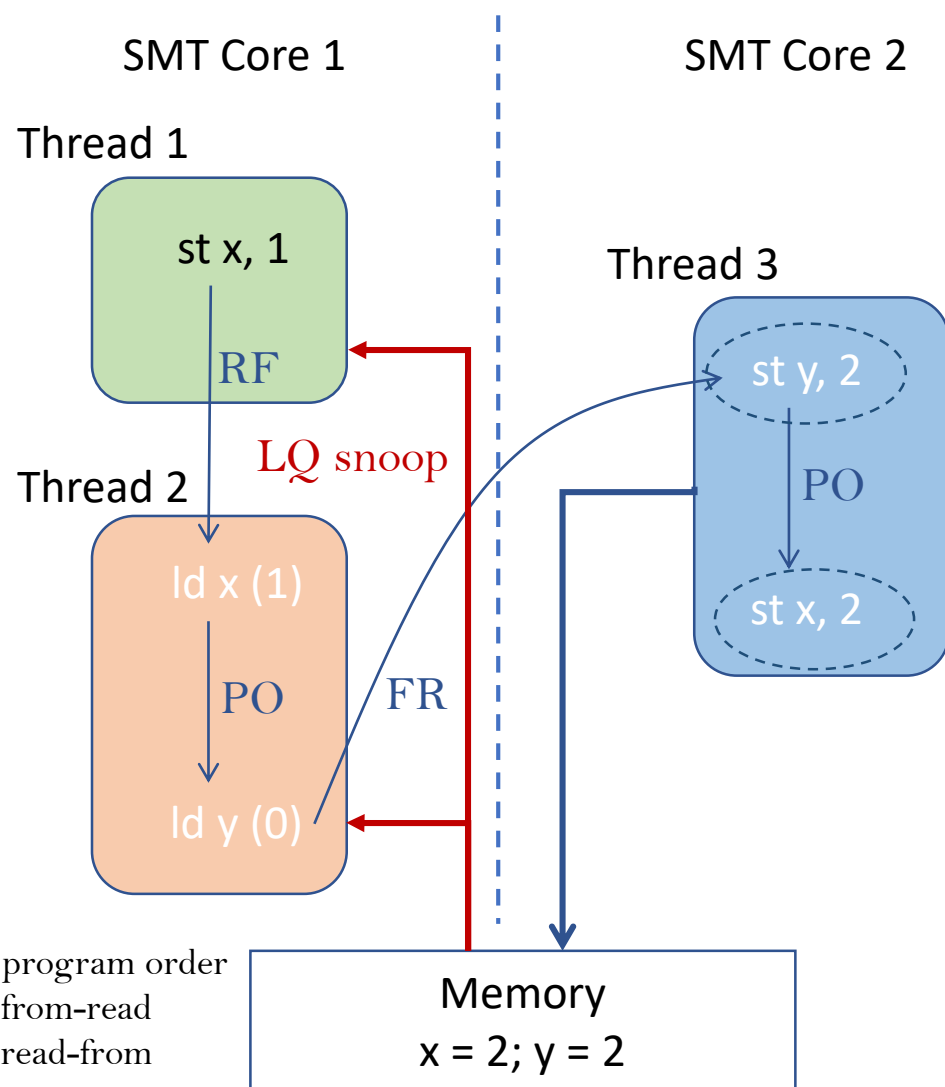 SMT Core 1
SMT Core 2
Thread 1
st x, 1
RF
LQ snoop
Thread 2
ld x (1)
PO
ld y (0)
FR
Thread 3
st y, 2
PO
st x, 2
program order
from-read
read-from
Memory
x = 2; y = 2